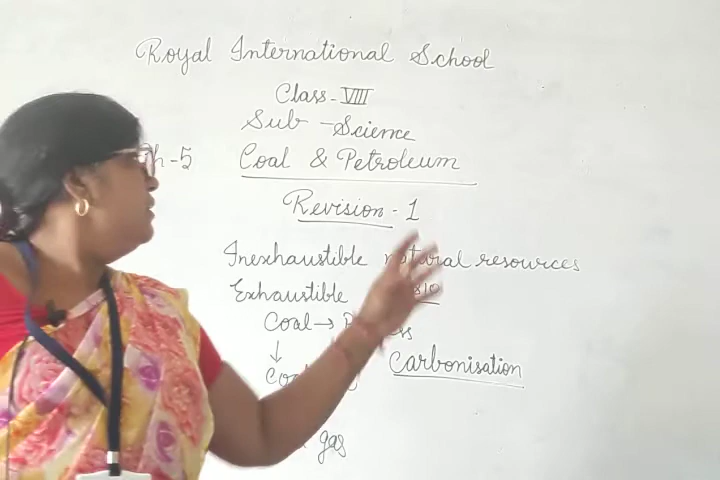 Royal International School
Class-VIII
Sub-Science
-5 Coal & Petroleum
Revision-1
Inexhaustible natural resources
Exhaustible
Coal→
↓ Carbonisation
gas